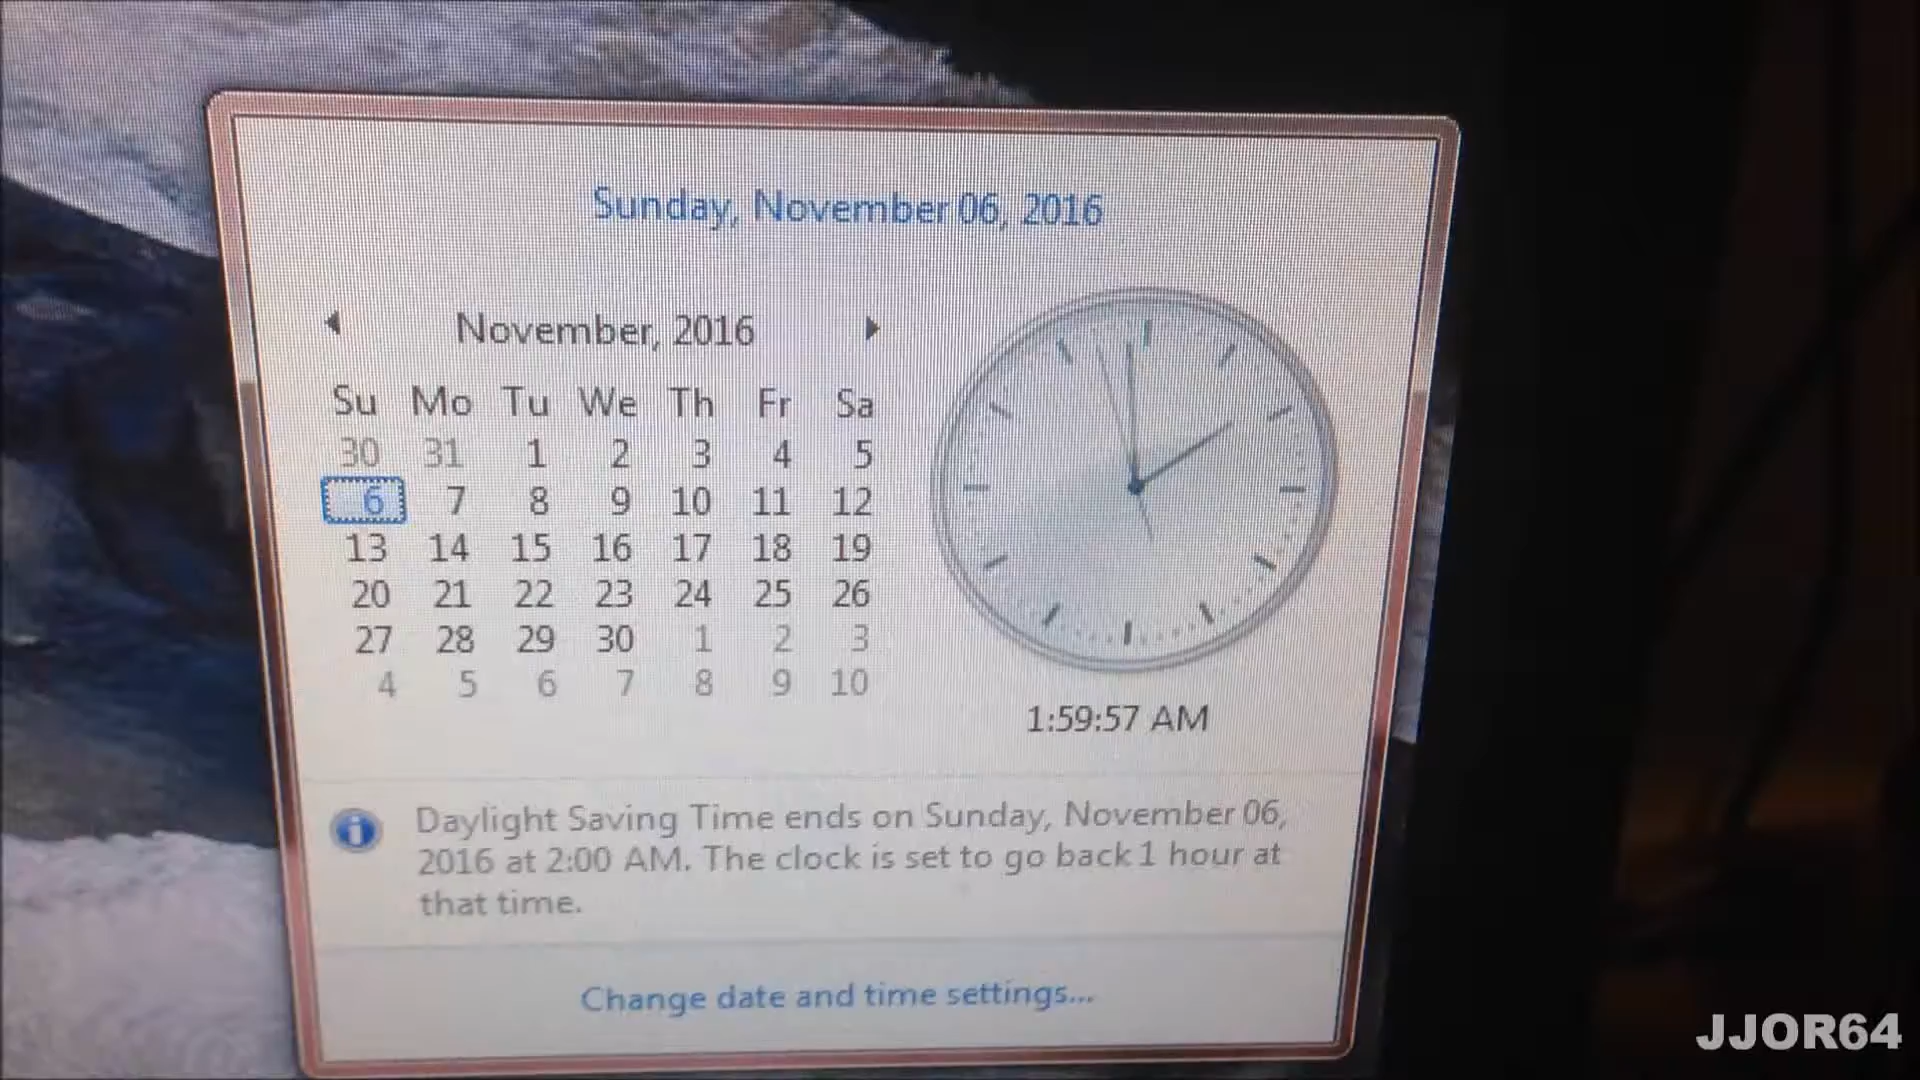 Sunday, November 06, 2016
November, 2016
Su Mo Tu We Th Fr Sa
30 31 1 2 3 4 5
6 7 8 9 10 11 12
13 14 15 16 17 18 19
20 21 22 23 24 25 26
27 28 29 30 1 2 3
4 5 6 7 8 9 10
1:59:57 AM
Daylight Saving Time ends on Sunday, November 06,
2016 at 2:00 AM. The clock is set to go back 1 hour at
that time.
Change date and time settings...
JJOR64